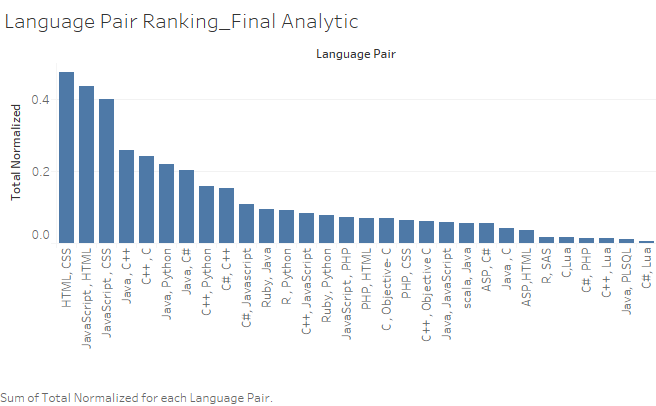 Language Pair Ranking_Final Analytic
Language Pair
Total Normalized
0.4
0.2
0.0
HTML, CSS
JavaScript , HTML
JavaScript , CSS
Java , C++
C++ , C
Java, Python
Java, C#
C++, Python
C#, C++
C#, Javascript
Ruby, Java
R , Python
C++, JavaScript
Ruby, Python
JavaScript , PHP
PHP, HTML
C , Objective-C
PHP, CSS
C++ , Objective C
Java, JavaScript
scala, Java
ASP , C#
Java , C
ASP, HTML
R, SAS
C,Lua
C#, PHP
C++ , Lua
Java, PLSQL
C#, Lua
Sum of Total Normalized for each Language Pair.